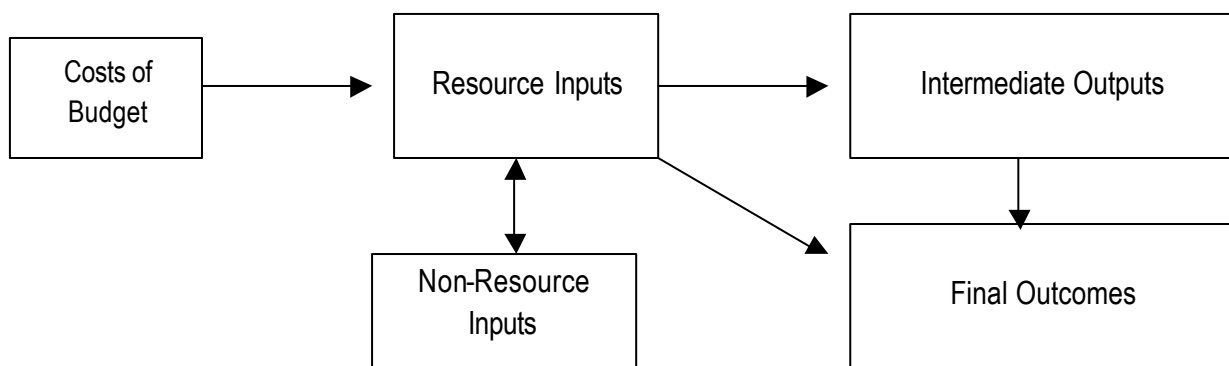 Costs of
Budget
Resource Inputs
Intermediate Outputs
Non-Resource
Inputs
Final Outcomes